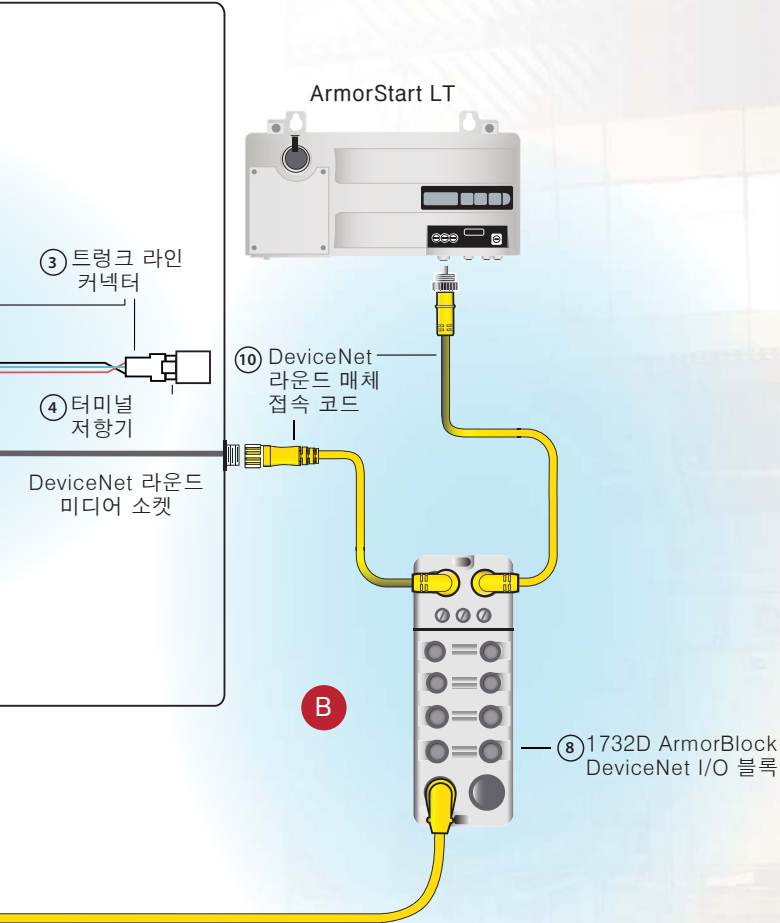 ArmorStart LT
③ 트렁크 라인
커넥터
⑩ DeviceNet
라운드 매체
접속 코드
④ 터미널
저항기
DeviceNet 라운드
미디어 소켓
B
⑧ 1732D ArmorBlock
DeviceNet I/O 블록